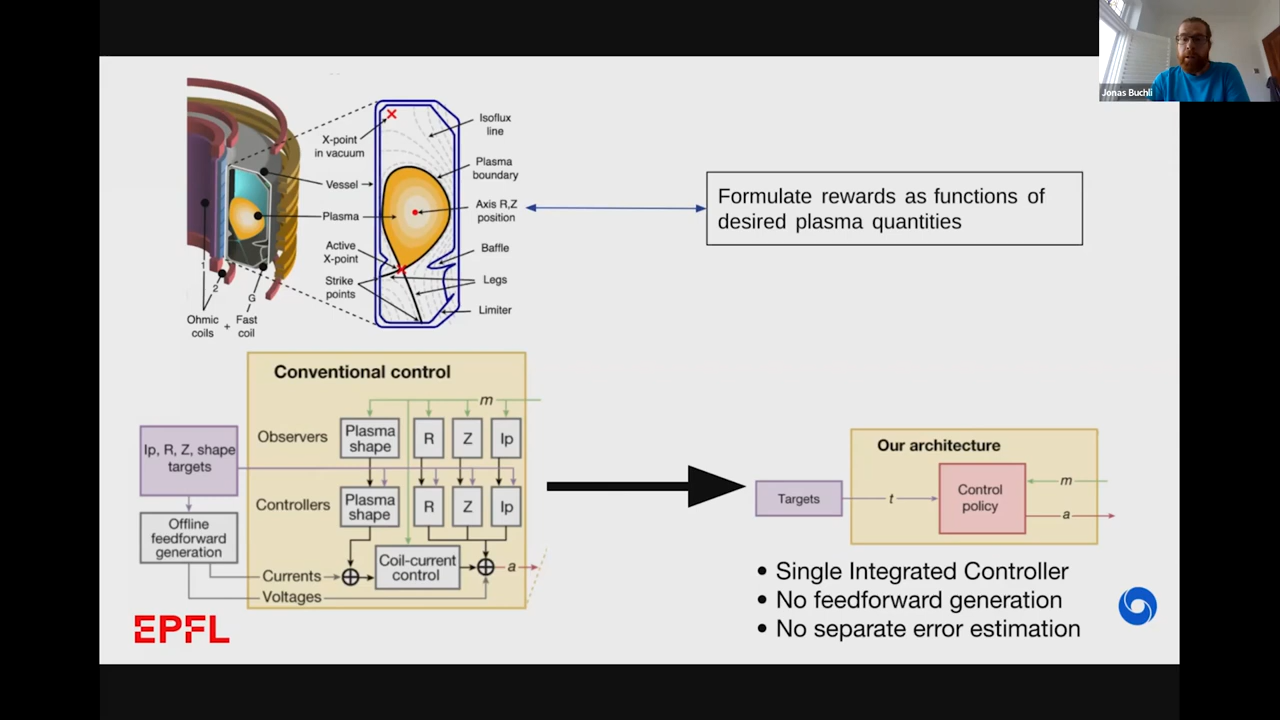 Jonas Buchli
X-point
in vacuum
Vessel
Plasma
Active
X-point
Strike
points
Isoflux
line
Plasma
boundary
Axis R,Z
position
Baffle
Legs
Limiter
1
2
G
Ohmic
coils
+
Fast
coil
Formulate rewards as functions of
desired plasma quantities
Conventional control
m
Observers
Plasma
shape
R
Z
Ip
Ip, R, Z, shape
targets
Controllers
Plasma
shape
R
Z
Ip
Offline
feedforward
generation
Coil-current
control
a
Currents
Voltages
Our architecture
Targets
t
Control
policy
m
a
• Single Integrated Controller
• No feedforward generation
• No separate error estimation
EPFL